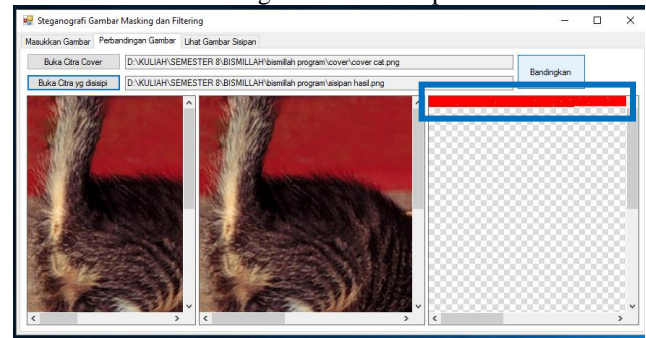 Steganografi Gambar Masking dan Filtering
Masukkan Gambar Perbandingan Gambar Lihat Gambar Sisipan
Buka Citra Cover D:\KULIAH\SEMESTER 8\BISMILLAH\bismillah program\cover\cover cat.png
Bandingkan
Buka Citra yg disisipi D:\KULIAH\SEMESTER 8\BISMILLAH\bismillah program\sisipan hasil.png